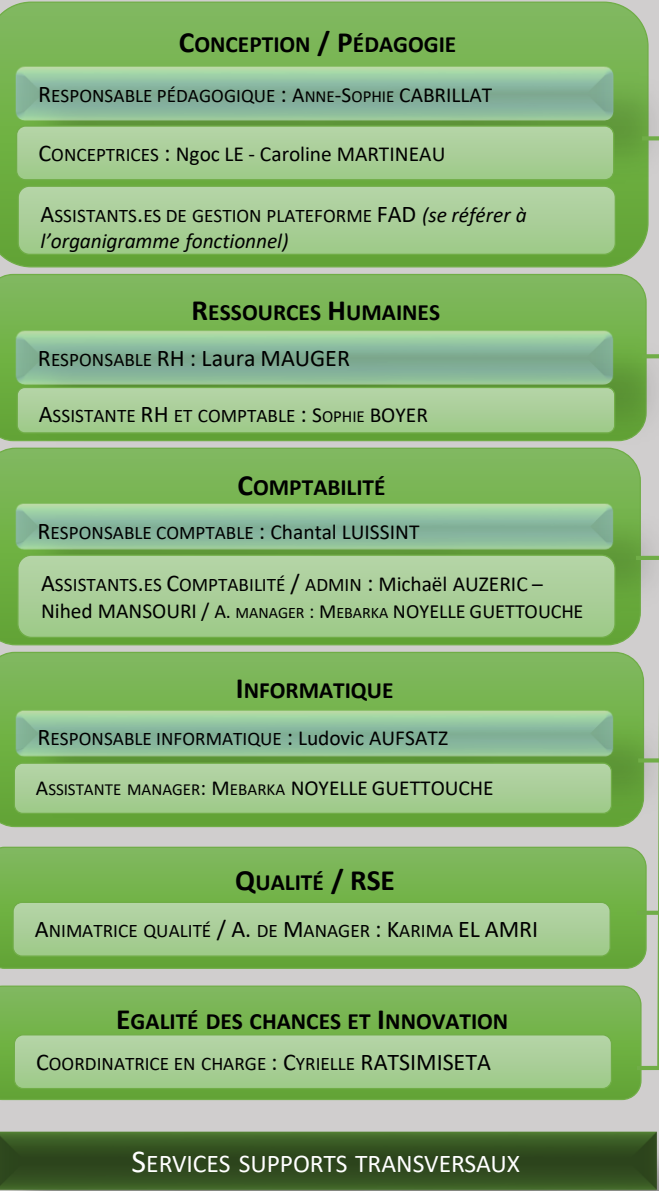 CONCEPTION / PÉDAGOGIE
RESPONSABLE PÉDAGOGIQUE : ANNE-SOPHIE CABRILLAT
CONCEPTRICES : Ngoc LE - Caroline MARTINEAU
ASSISTANTS.ES DE GESTION PLATEFORME FAD (se référer à
l'organigramme fonctionnel)
RESSOURCES HUMAINES
RESPONSABLE RH : Laura MAUGER
ASSISTANTE RH ET COMPTABLE : SOPHIE BOYER
COMPTABILITÉ
RESPONSABLE COMPTABLE : Chantal LUISSINT
ASSISTANTS.ES COMPTABILITÉ / ADMIN : Michaël AUZERIC –
Nihed MANSOURI / A. MANAGER : MEBARKA NOYELLE GUETTOUCHE
INFORMATIQUE
RESPONSABLE INFORMATIQUE : Ludovic AUFSATZ
ASSISTANTE MANAGER: MEBARKA NOYELLE GUETTOUCHE
QUALITÉ / RSE
ANIMATRICE QUALITÉ / A. DE MANAGER : KARIMA EL AMRI
EGALITÉ DES CHANCES ET INNOVATION
COORDINATRICE EN CHARGE : CYRIELLE RATSIMISETA
SERVICES SUPPORTS TRANSVERSAUX